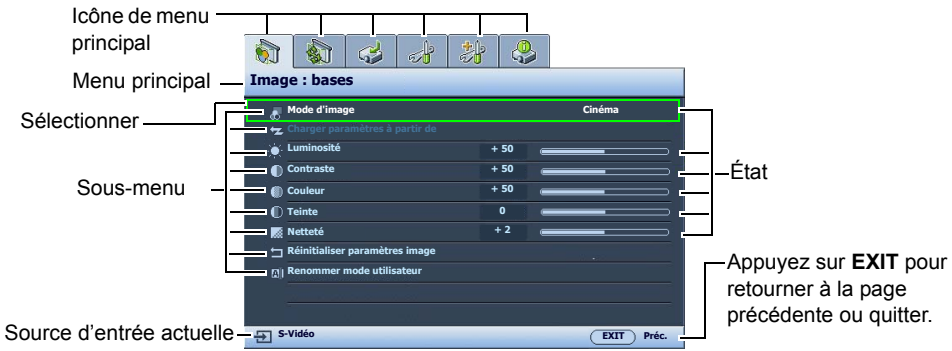 Icône de menu
principal
Menu principal
Image : bases
Sélectionner
Mode d'image Cinéma
Charger paramètres à partir de
Luminosité + 50
Contraste + 50
État
Sous-menu
Couleur + 50
Teinte 0
Netteté + 2
Réinitialiser paramètres image
Renommer mode utilisateur
Appuyez sur EXIT pour
retourner à la page
précédente ou quitter.
Source d'entrée actuelle
S-Vidéo
EXIT Préc.